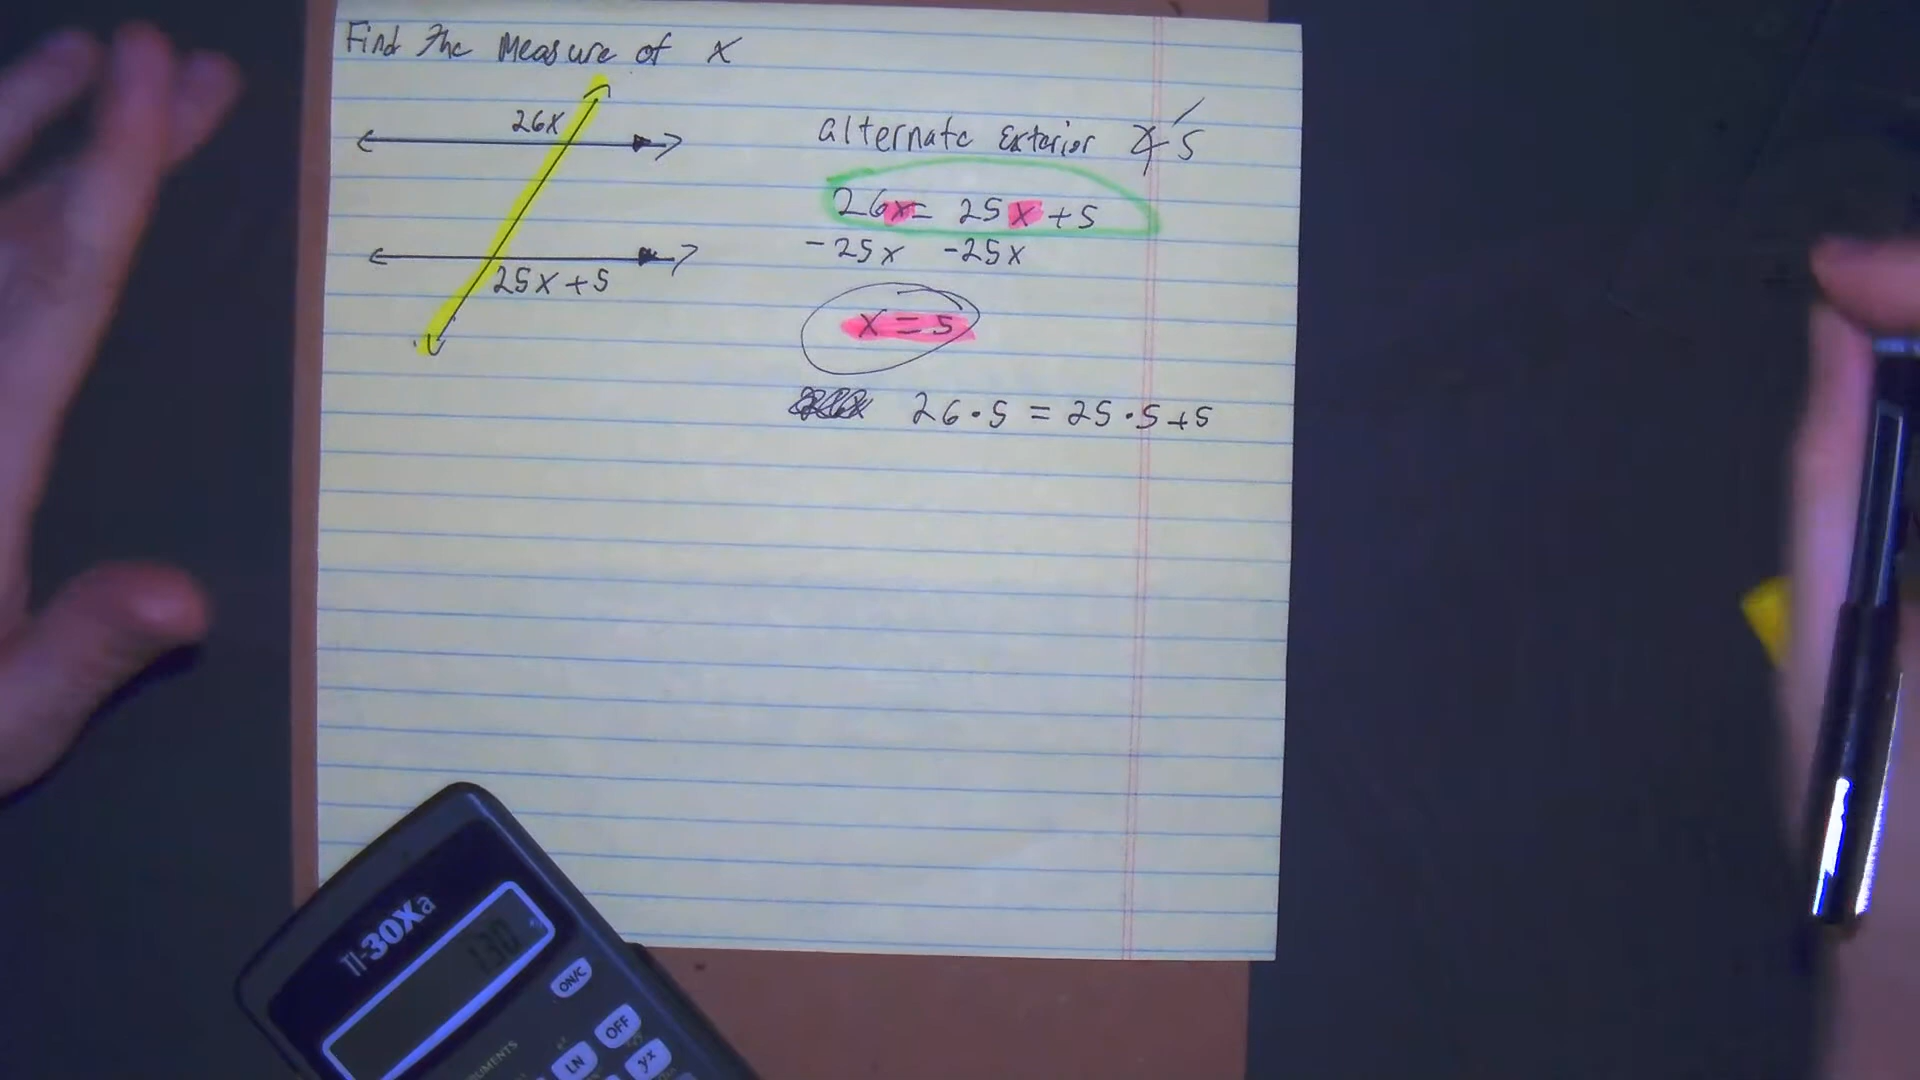 Find The Measure of x
26x
25x+5
alternate Exterior ∡'s
26x = 25x +5
-25x -25x
x = 5
26•5 = 25•5+5
TI-30Xa
130
ON/C
OFF
LN
yx